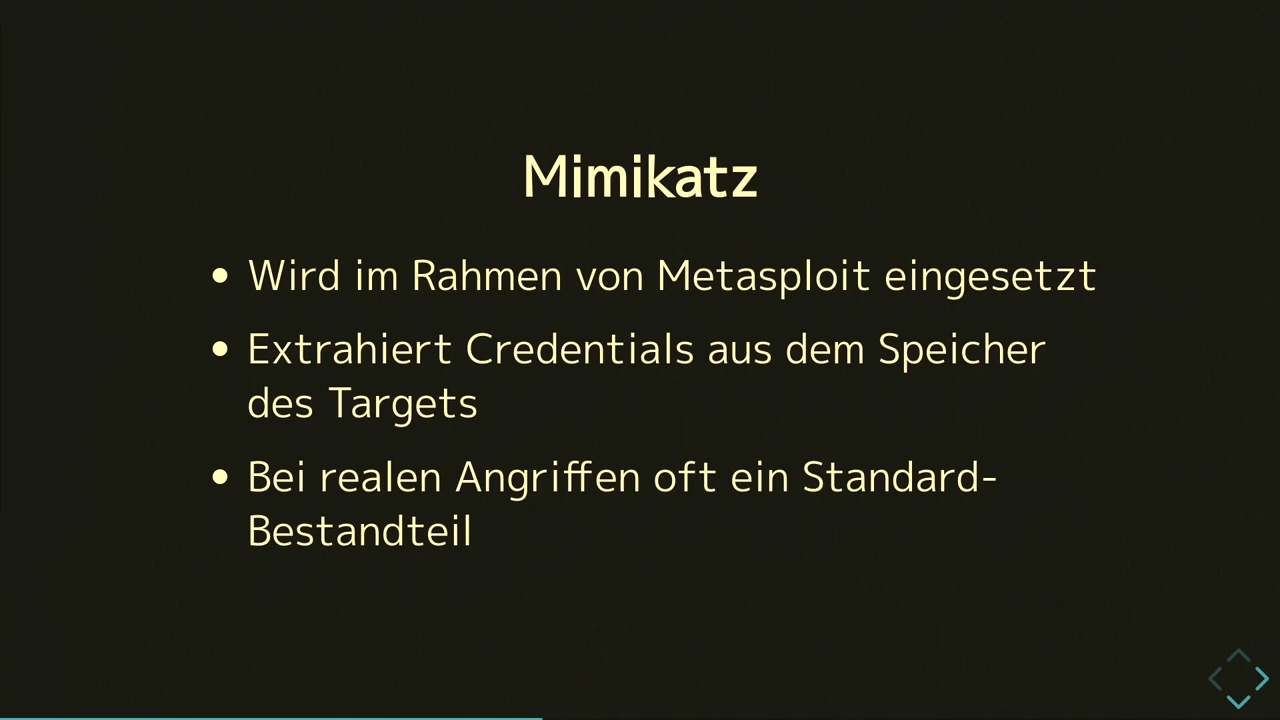 Mimikatz
Wird im Rahmen von Metasploit eingesetzt
Extrahiert Credentials aus dem Speicher
des Targets
Bei realen Angriffen oft ein Standard-
Bestandteil